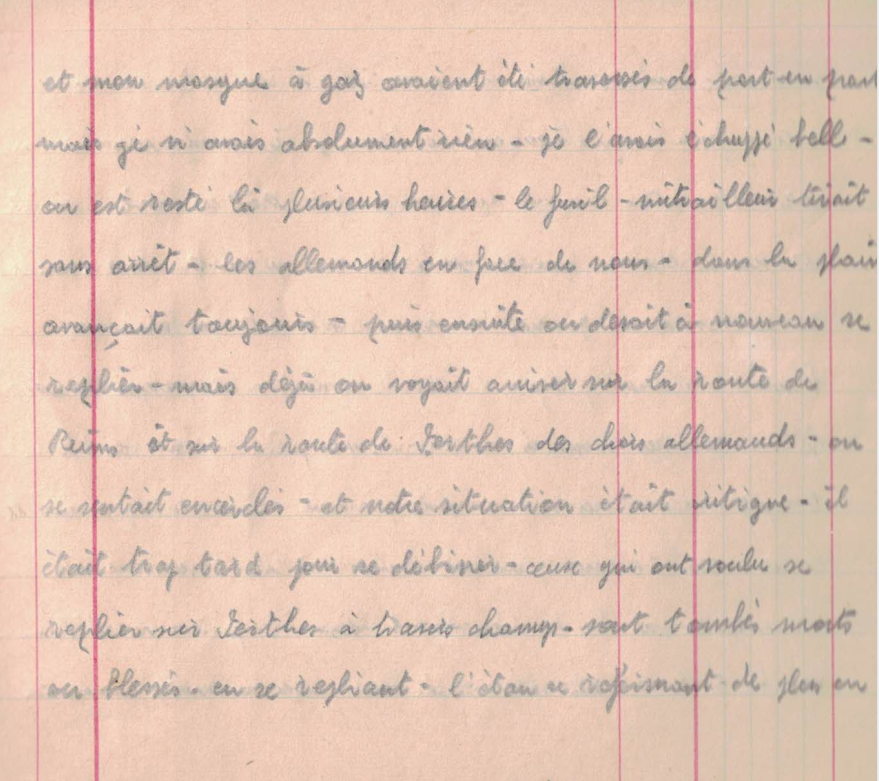 et mon masque à gaz avaient été traversés de part en part
mais je n'avais absolument rien - je l'avais échappé belle -
on est resté là plusieurs heures - le fusil - mitrailleur tirait
sans arrêt - les allemands en face de nous - dans la plain
avançait toujours - puis ensuite on devait à nouveau se
replier - mais déjà on voyait arriver sur la route de
Reims et sur la route de Perthes des chars allemands - on
se sentait encerclés - et notre situation était critique - il
était trop tard pour se débiner - ceux qui ont voulu se
replier sur Perthes à travers champ - sont tombés morts
ou blessés - en se repliant - l'étau se refermant de plus en